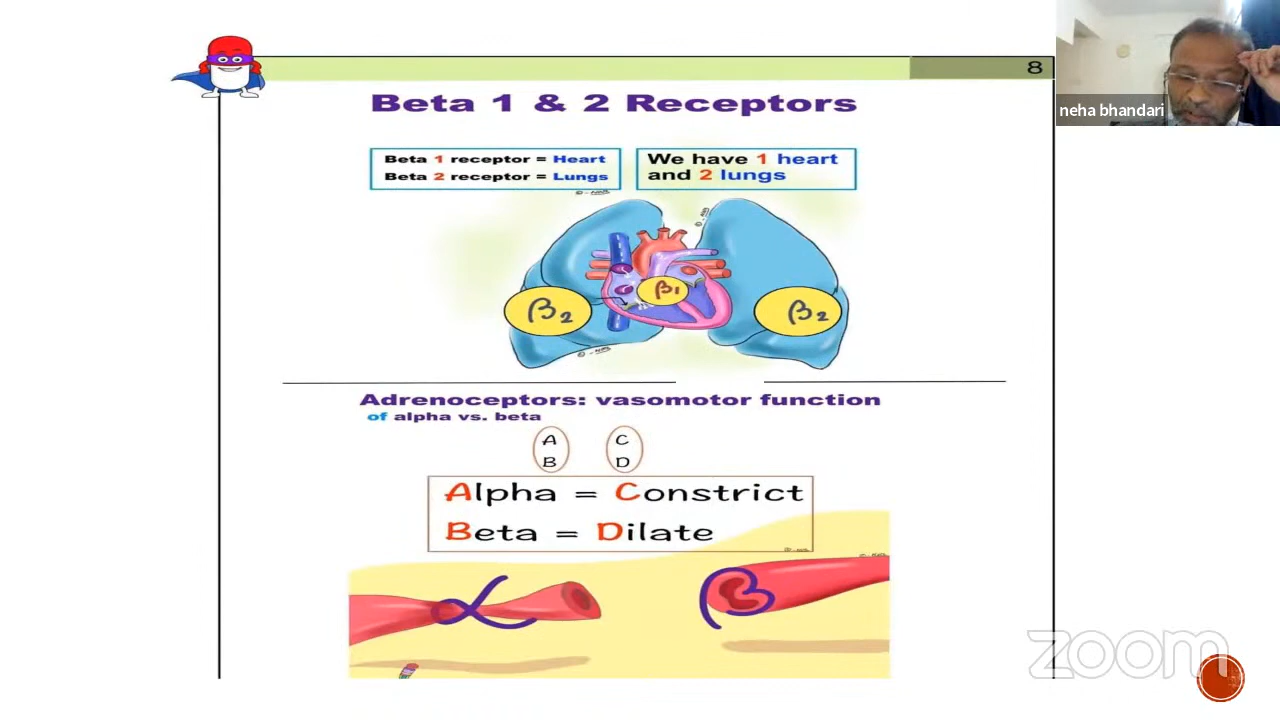 8
neha bhandari
Beta 1 & 2 Receptors
Beta 1 receptor = Heart
Beta 2 receptor = Lungs
We have 1 heart
and 2 lungs
β₂
β₁
β₂
Adrenoceptors: vasomotor function
of alpha vs. beta
A C
B D
Alpha = Constrict
Beta = Dilate
α
β
zoom